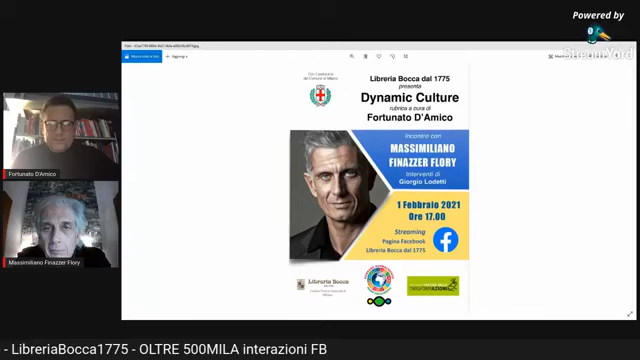 Powered by
StreamYard
Aggiungi a
Con il patrocinio
del Comune di Milano
Libreria Bocca dal 1775
presenta
Dynamic Culture
rubrica a cura di
Fortunato D'Amico
Incontro con
MASSIMILIANO
FINAZZER FLORY
Interventi di
Giorgio Lodetti
1 Febbraio 2021
Ore 17.00
Streaming
Pagina Facebook
Libreria Bocca dal 1775
Libreria Bocca
TRASFORMAZIONI
Fortunato D'Amico
Massimiliano Finazzer Flory
- LibreriaBocca1775 - OLTRE 500MILA interazioni FB